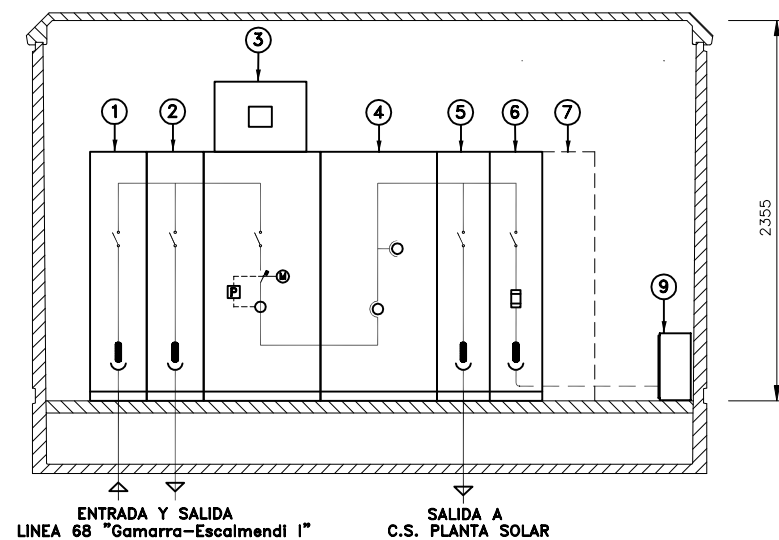 3
1
2
4
5
6
7
M
P
2355
9
ENTRADA Y SALIDA
LINEA 68 "Gamarra-Escalmendi I"
SALIDA A
C.S. PLANTA SOLAR